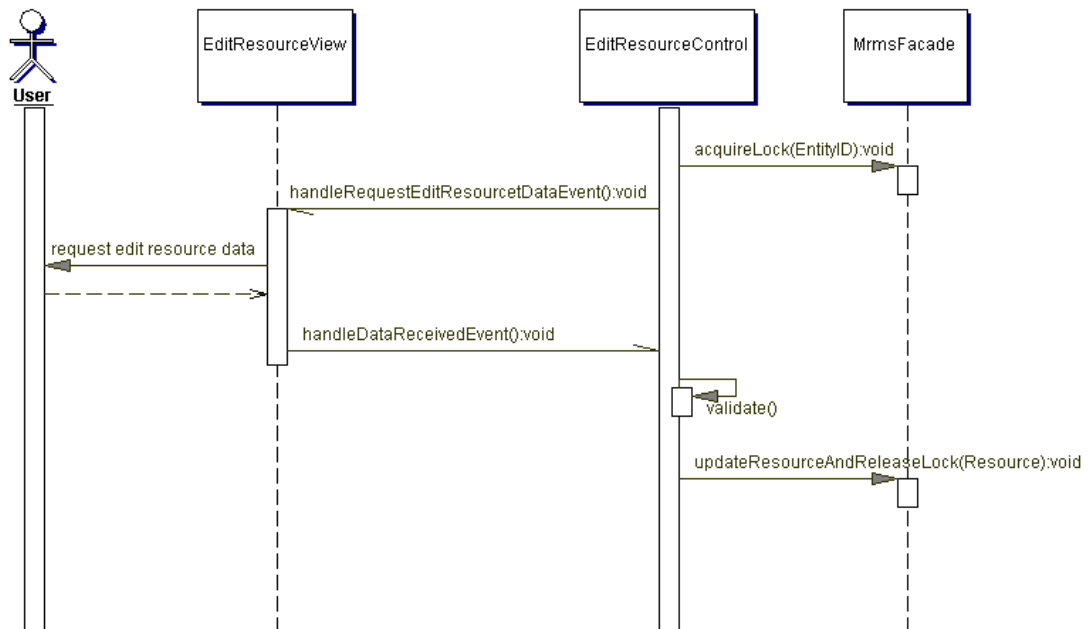 EditResourceView
EditResourceControl
MrmsFacade
User
acquireLock(EntityID):void
handleRequestEditResourcetDataEvent():void
request edit resource data
handleDataReceivedEvent():void
validate()
updateResourceAndReleaseLock(Resource):void